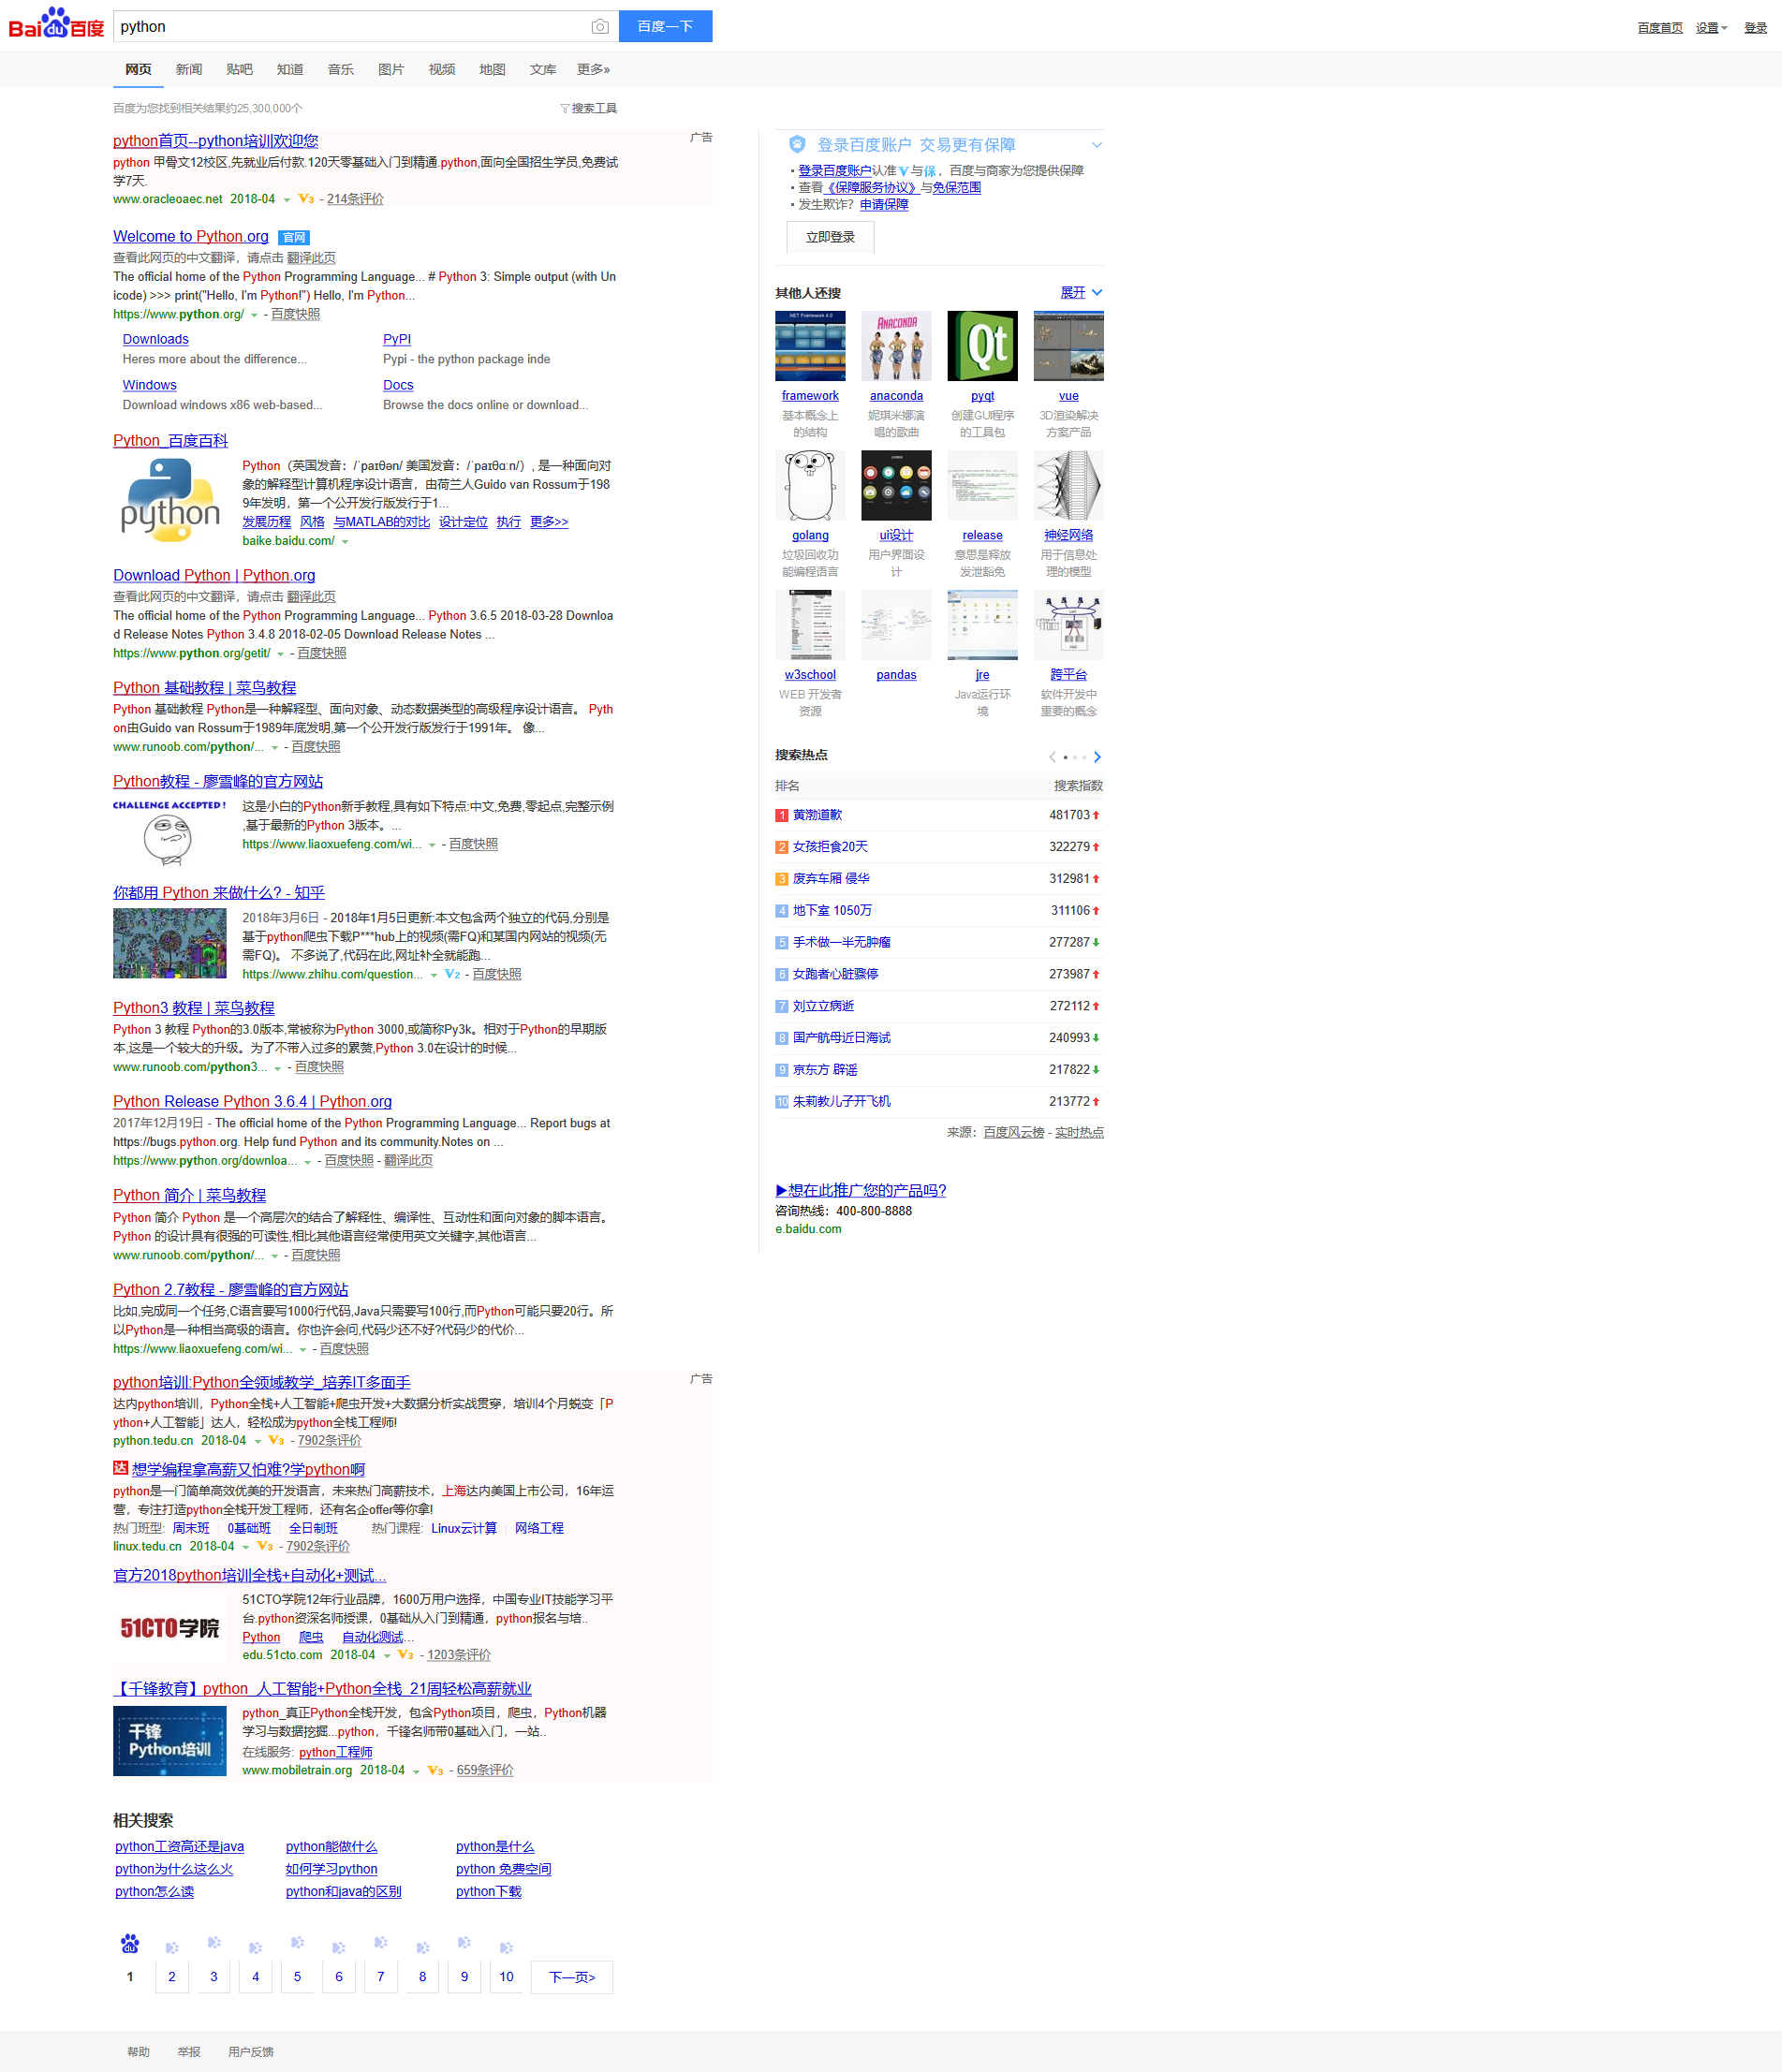 Bai du 百度
python
百度一下
百度首页 设置 登录
网页 新闻 贴吧 知道 音乐 图片 视频 地图 文库 更多»
百度为您找到相关结果约25,300,000个
搜索工具
python首页--python培训欢迎您
广告
python 甲骨文12校区,先就业后付款.120天零基础入门到精通.python,面向全国招生学员,免费试
学7天.
www.oracleoaec.net 2018-04 V3 - 214条评价
Welcome to Python.org 官网
查看此网页的中文翻译，请点击 翻译此页
The official home of the Python Programming Language... # Python 3: Simple output (with Un
icode) >>> print("Hello, I'm Python!") Hello, I'm Python...
https://www.python.org/ - 百度快照
Downloads PyPI
Heres more about the difference... Pypi - the python package inde
Windows Docs
Download windows x86 web-based... Browse the docs online or download...
Python_百度百科
python
Python（英国发音：/ˈpaɪθən/ 美国发音：/ˈpaɪθɑːn/）, 是一种面向对
象的解释型计算机程序设计语言，由荷兰人Guido van Rossum于198
9年发明，第一个公开发行版发行于1...
发展历程 风格 与MATLAB的对比 设计定位 执行 更多>>
baike.baidu.com/
Download Python | Python.org
查看此网页的中文翻译，请点击 翻译此页
The official home of the Python Programming Language... Python 3.6.5 2018-03-28 Downloa
d Release Notes Python 3.4.8 2018-02-05 Download Release Notes ...
https://www.python.org/getit/ - 百度快照
Python 基础教程 | 菜鸟教程
Python 基础教程 Python是一种解释型、面向对象、动态数据类型的高级程序设计语言。 Pyth
on由Guido van Rossum于1989年底发明,第一个公开发行版发行于1991年。 像...
www.runoob.com/python/... - 百度快照
Python教程 - 廖雪峰的官方网站
CHALLENGE ACCEPTED!
这是小白的Python新手教程,具有如下特点:中文,免费,零起点,完整示例
,基于最新的Python 3版本。...
https://www.liaoxuefeng.com/wi... - 百度快照
你都用 Python 来做什么? - 知乎
2018年3月6日 - 2018年1月5日更新:本文包含两个独立的代码,分别是
基于python爬虫下载P***hub上的视频(需FQ)和某国内网站的视频(无
需FQ)。 不多说了,代码在此,网址补全就能跑...
https://www.zhihu.com/question... V2 - 百度快照
Python3 教程 | 菜鸟教程
Python 3 教程 Python的3.0版本,常被称为Python 3000,或简称Py3k。相对于Python的早期版
本,这是一个较大的升级。为了不带入过多的累赘,Python 3.0在设计的时候...
www.runoob.com/python3... - 百度快照
Python Release Python 3.6.4 | Python.org
2017年12月19日 - The official home of the Python Programming Language... Report bugs at
https://bugs.python.org. Help fund Python and its community.Notes on ...
https://www.python.org/downloa... - 百度快照 - 翻译此页
Python 简介 | 菜鸟教程
Python 简介 Python 是一个高层次的结合了解释性、编译性、互动性和面向对象的脚本语言。
Python 的设计具有很强的可读性,相比其他语言经常使用英文关键字,其他语言...
www.runoob.com/python/... - 百度快照
Python 2.7教程 - 廖雪峰的官方网站
比如,完成同一个任务,C语言要写1000行代码,Java只需要写100行,而Python可能只要20行。所
以Python是一种相当高级的语言。你也许会问,代码少还不好?代码少的代价...
https://www.liaoxuefeng.com/wi... - 百度快照
python培训:Python全领域教学_培养IT多面手
广告
达内python培训，Python全栈+人工智能+爬虫开发+大数据分析实战贯穿，培训4个月蜕变「P
ython+人工智能」达人，轻松成为python全栈工程师!
python.tedu.cn 2018-04 V3 - 7902条评价
达 想学编程拿高薪又怕难?学python啊
python是一门简单高效优美的开发语言，未来热门高薪技术，上海达内美国上市公司，16年运
营，专注打造python全栈开发工程师，还有名企offer等你拿!
热门班型: 周末班 | 0基础班 | 全日制班 热门课程: Linux云计算 | 网络工程
linux.tedu.cn 2018-04 V3 - 7902条评价
官方2018python培训全栈+自动化+测试...
51CTO学院
51CTO学院12年行业品牌，1600万用户选择，中国专业IT技能学习平
台.python资深名师授课，0基础从入门到精通，python报名与培..
Python 爬虫 自动化测试...
edu.51cto.com 2018-04 V3 - 1203条评价
【千锋教育】python_人工智能+Python全栈_21周轻松高薪就业
千锋
Python培训
python_真正Python全栈开发，包含Python项目，爬虫，Python机器
学习与数据挖掘...python，千锋名师带0基础入门，一站..
在线服务: python工程师
www.mobiletrain.org 2018-04 V3 - 659条评价
相关搜索
python工资高还是java python能做什么 python是什么
python为什么这么火 如何学习python python 免费空间
python怎么读 python和java的区别 python下载
du
1 2 3 4 5 6 7 8 9 10 下一页>
登录百度账户 交易更有保障
▪登录百度账户认准V与保，百度与商家为您提供保障
▪查看《保障服务协议》与免保范围
▪发生欺诈？申请保障
立即登录
其他人还搜 展开
.NET Framework 4.0 ANACONDA Qt
framework anaconda pyqt vue
基本概念上 妮琪米娜演 创建GUI程序 3D渲染解决
的结构 唱的歌曲 的工具包 方案产品
golang ui设计 release 神经网络
垃圾回收功 用户界面设 意思是释放 用于信息处
能编程语言 计 发泄豁免 理的模型
w3school pandas jre 跨平台
WEB 开发者 Java运行环 软件开发中
资源 境 重要的概念
搜索热点
排名 搜索指数
1 黄渤道歉 481703
2 女孩拒食20天 322279
3 废弃车厢 侵华 312981
4 地下室 1050万 311106
5 手术做一半无肿瘤 277287
6 女跑者心脏骤停 273987
7 刘立立病逝 272112
8 国产航母近日海试 240993
9 京东方 辟谣 217822
10 朱莉教儿子开飞机 213772
来源：百度风云榜 - 实时热点
▶想在此推广您的产品吗?
咨询热线：400-800-8888
e.baidu.com
帮助 举报 用户反馈